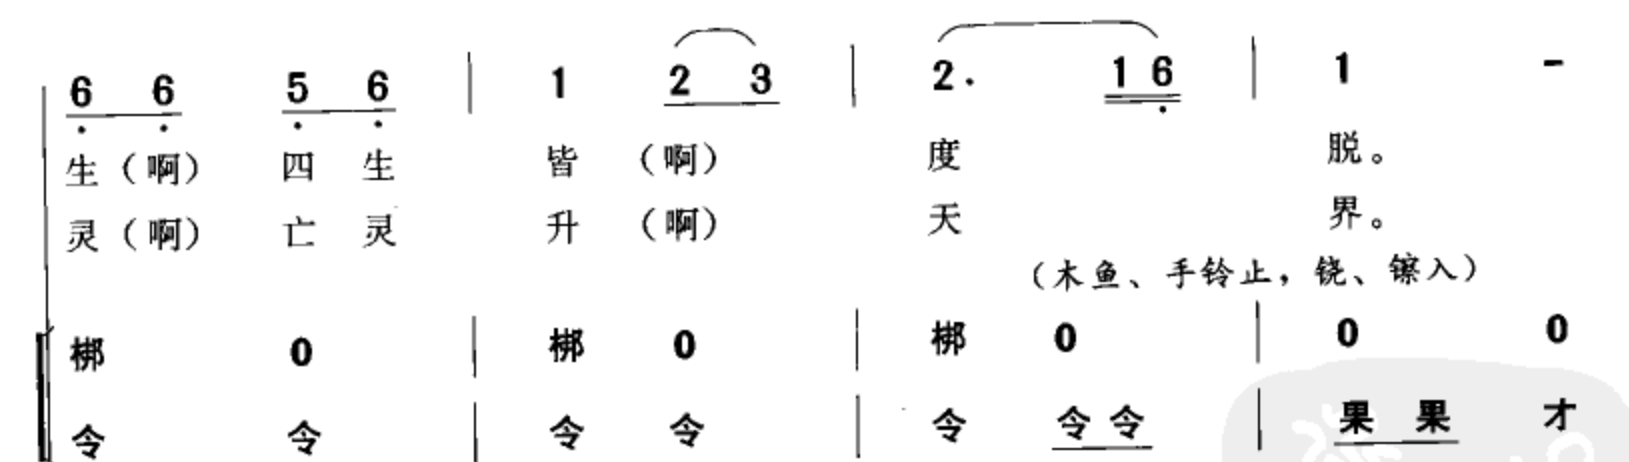 6 6 5 6 | 1 2 3 | 2. 1 6 | 1 -
生（啊） 四 生 皆 （啊） 度 脱。
灵（啊） 亡 灵 升 （啊） 天 界。
（木鱼、手铃止，铙、镲入）
梆 0 | 梆 0 | 梆 0 | 0 0
令 令 | 令 令 | 令 令令 | 果 果 才